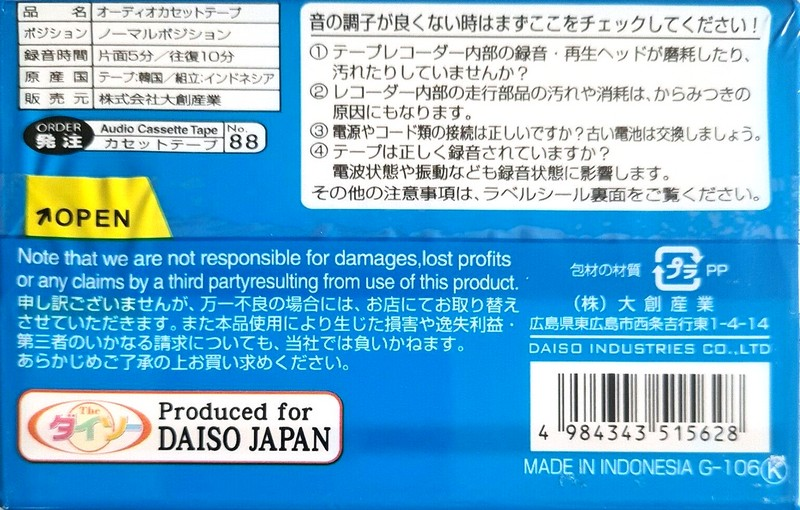 品名 オーディオカセットテープ
ポジション ノーマルポジション
録音時間 片面5分/往復10分
原産国 テープ:韓国/組立:インドネシア
販売元 株式会社大創産業
ORDER 発注 Audio Cassette Tape カセットテープ No. 88
音の調子が良くない時はまずここをチェックしてください!
① テープレコーダー内部の録音・再生ヘッドが磨耗したり、
汚れたりしていませんか?
② レコーダー内部の走行部品の汚れや消耗は、からみつきの
原因にもなります。
③ 電源やコード類の接続は正しいですか?古い電池は交換しましょう。
④ テープは正しく録音されていますか?
電波状態や振動なども録音状態に影響します。
その他の注意事項は、ラベルシール裏面をご覧ください。
OPEN
Note that we are not responsible for damages,lost profits
or any claims by a third partyresulting from use of this product.
申し訳ございませんが、万一不良の場合には、お店にてお取り替え
させていただきます。また本品使用により生じた損害や逸失利益・
第三者のいかなる請求についても、当社では負いかねます。
あらかじめご了承の上お買い求めください。
The ダイソー
Produced for
DAISO JAPAN
包材の材質 プラ PP
(株)大創産業
広島県東広島市西条吉行東1-4-14
DAISO INDUSTRIES CO.,LTD
4 984343 515628
MADE IN INDONESIA G-106 K